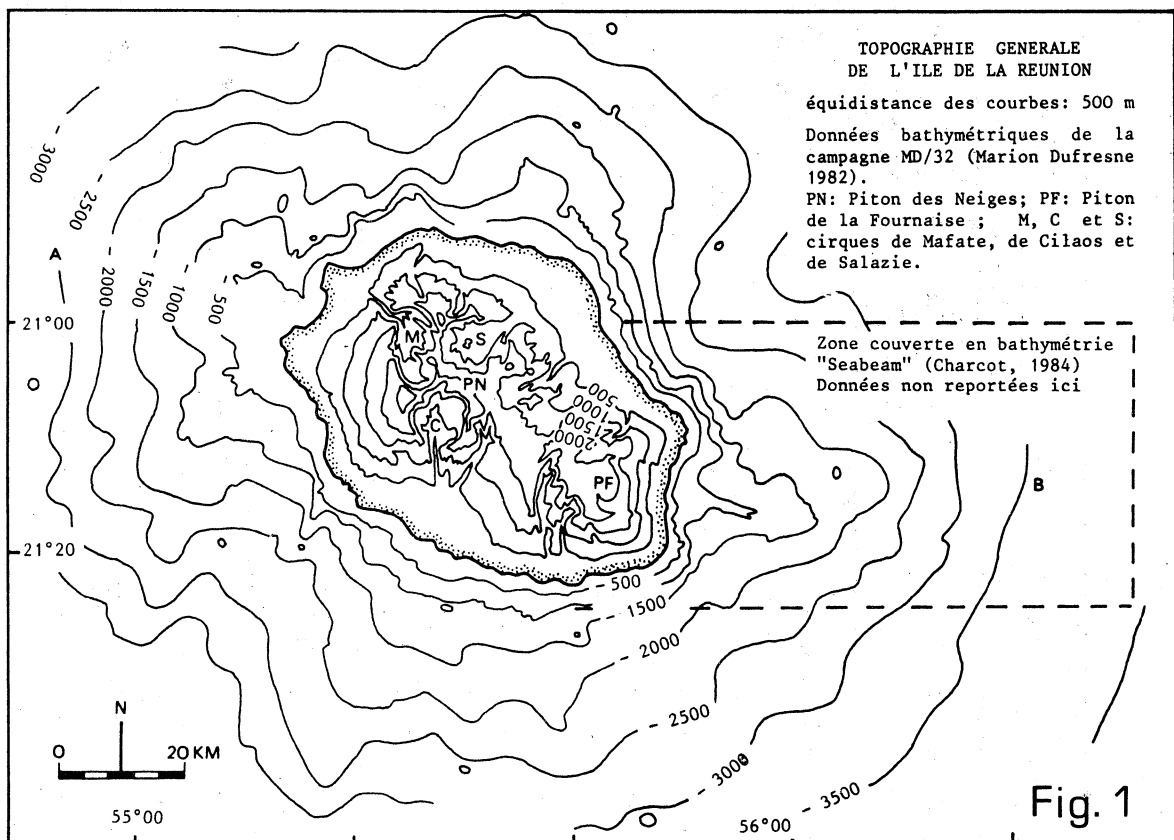 TOPOGRAPHIE GENERALE
DE L'ILE DE LA REUNION
équidistance des courbes: 500 m
Données bathymétriques de la
campagne MD/32 (Marion Dufresne
1982).
PN: Piton des Neiges; PF: Piton
de la Fournaise ; M, C et S:
cirques de Mafate, de Cilaos et
de Salazie.
Zone couverte en bathymétrie
"Seabeam" (Charcot, 1984)
Données non reportées ici
- 3000
- 2500
- 2000
- 1500
- 1000
- 500
A
21°00
21°20
M
S
PN
C
PF
500
1000
1500
2000
B
- 500
- 1500
- 2000
- 2500
- 3000
- 3500
N
0 20 KM
55°00
56°00
Fig. 1